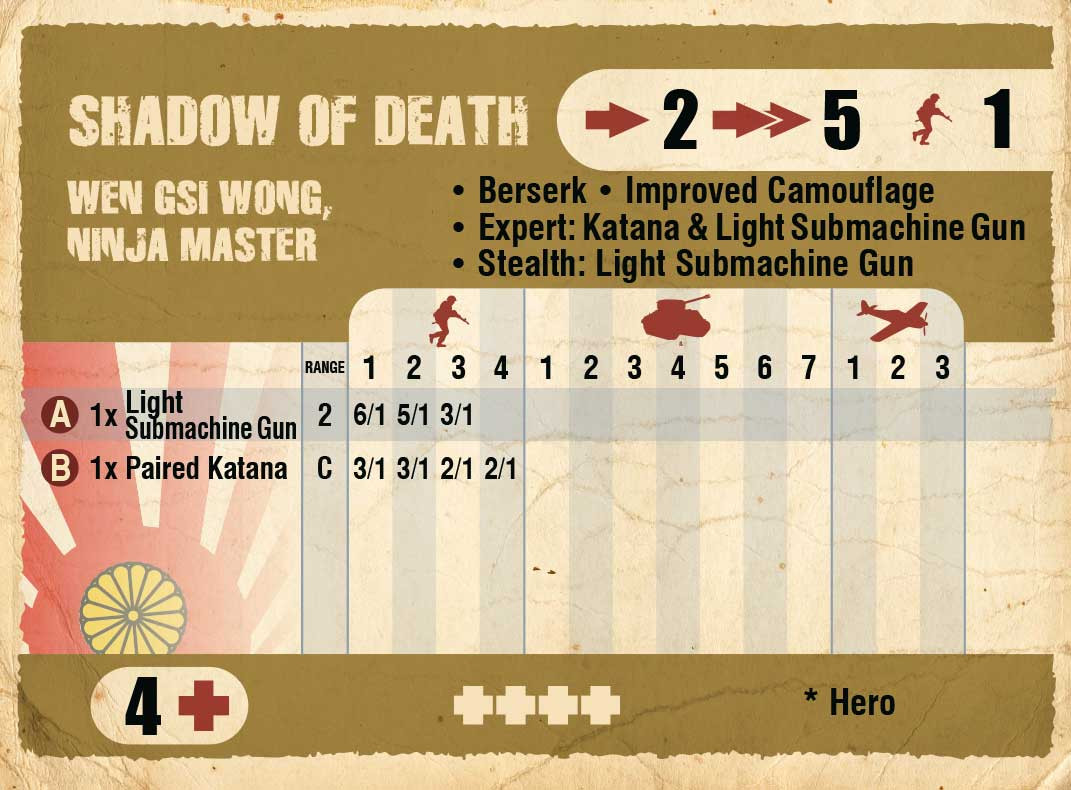 SHADOW OF DEATH
2 5 1
WEN GSI WONG,
NINJA MASTER
• Berserk • Improved Camouflage
• Expert: Katana & Light Submachine Gun
• Stealth: Light Submachine Gun
RANGE 1 2 3 4 1 2 3 4 5 6 7 1 2 3
A 1x Light Submachine Gun 2 6/1 5/1 3/1
B 1x Paired Katana C 3/1 3/1 2/1 2/1
4
* Hero